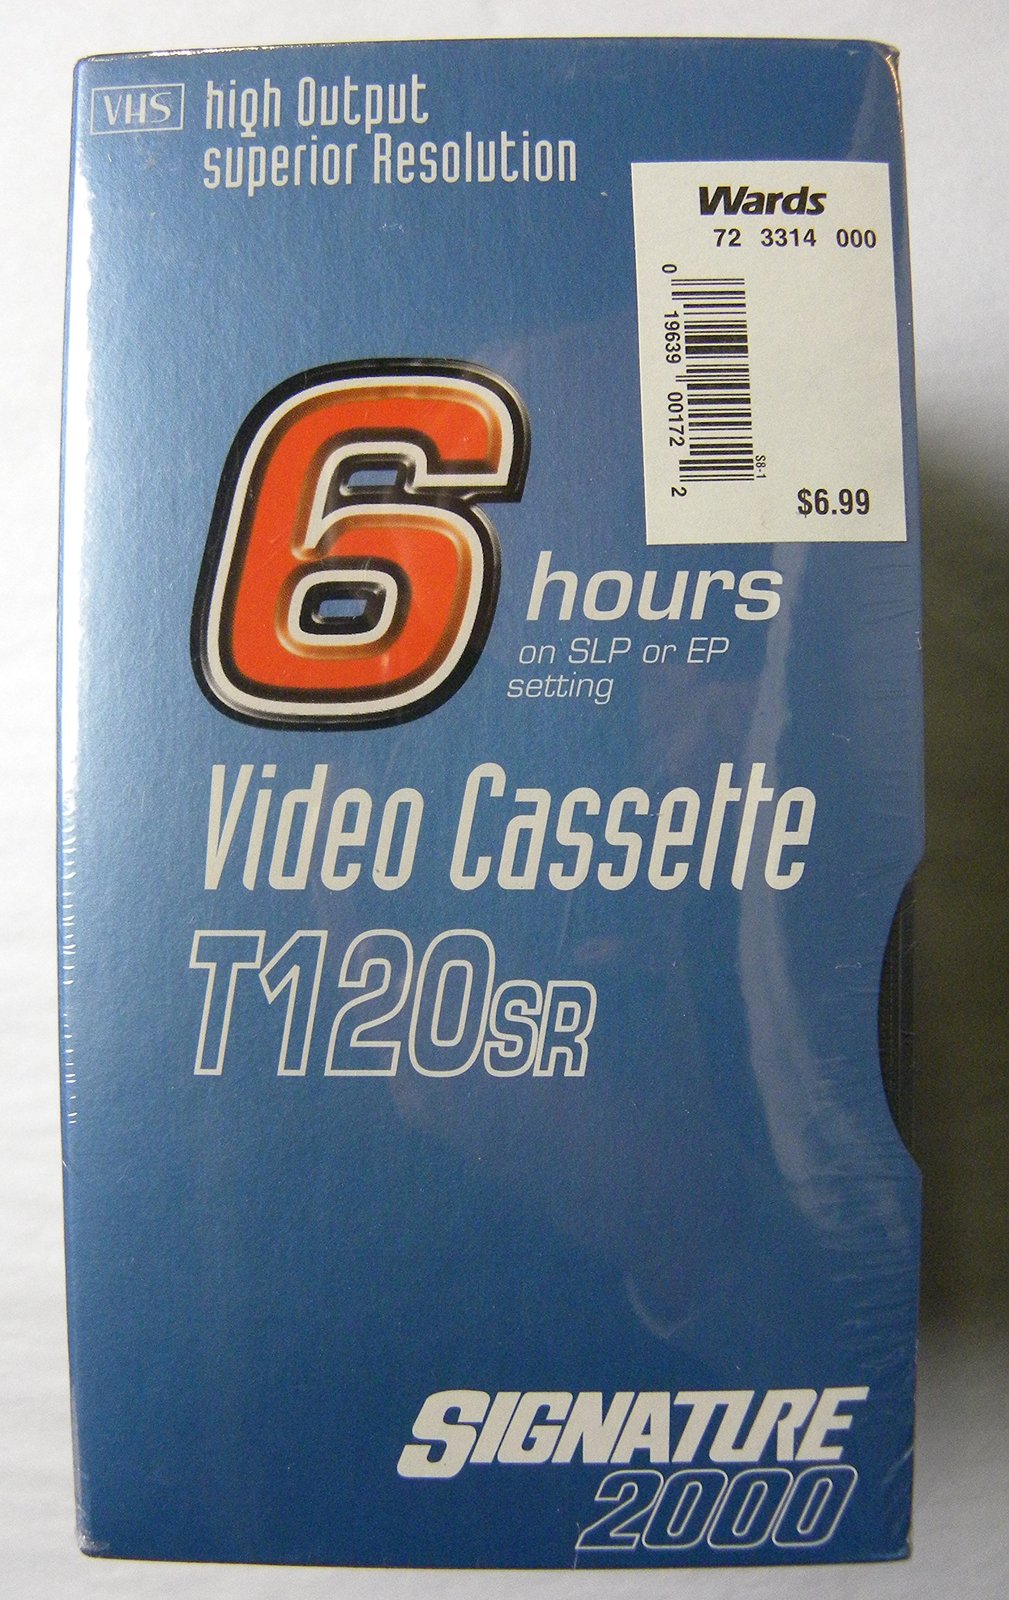 VHS
high Output
superior Resolution
Wards
72 3314 000
0 19639 00172 2
S8-1
$6.99
6
hours
on SLP or EP
setting
Video Cassette
T120SR
SIGNATURE
2000